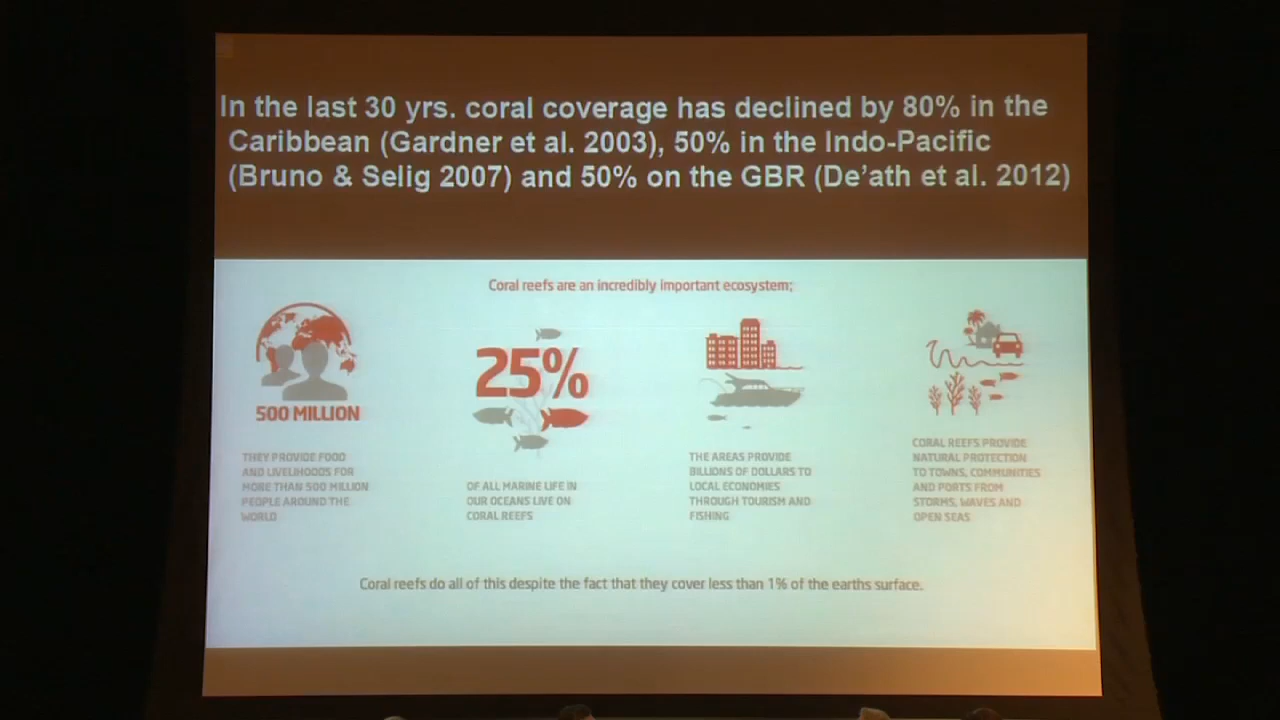 In the last 30 yrs. coral coverage has declined by 80% in the
Caribbean (Gardner et al. 2003), 50% in the Indo-Pacific
(Bruno & Selig 2007) and 50% on the GBR (De'ath et al. 2012)
Coral reefs are an incredibly important ecosystem;
500 MILLION
THEY PROVIDE FOOD
AND LIVELIHOODS FOR
MORE THAN 500 MILLION
PEOPLE AROUND THE
WORLD
25%
OF ALL MARINE LIFE IN
OUR OCEANS LIVE ON
CORAL REEFS
THE AREAS PROVIDE
BILLIONS OF DOLLARS TO
LOCAL ECONOMIES
THROUGH TOURISM AND
FISHING
CORAL REEFS PROVIDE
NATURAL PROTECTION
TO TOWNS, COMMUNITIES
AND PORTS FROM
STORMS, WAVES AND
OPEN SEAS
Coral reefs do all of this despite the fact that they cover less than 1% of the earths surface.